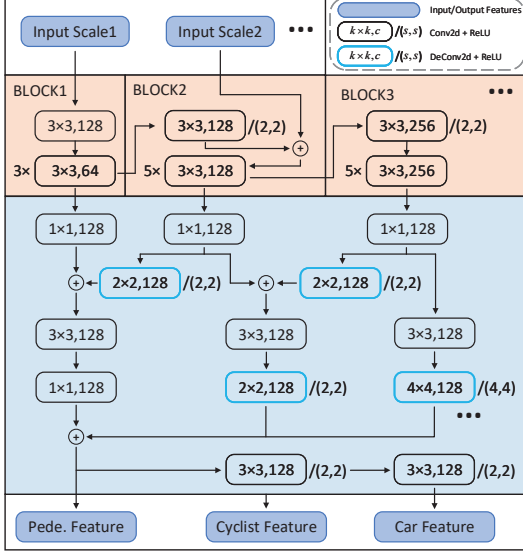 Input Scale1
Input Scale2
•••
Input/Output Features
k×k,c /(s,s) Conv2d + ReLU
k×k,c /(s,s) DeConv2d + ReLU
BLOCK1
BLOCK2
BLOCK3
•••
3×3,128
3×3,128 /(2,2)
3×3,256 /(2,2)
+
3× 3×3,64
5× 3×3,128
5× 3×3,256
1×1,128
1×1,128
1×1,128
+
2×2,128 /(2,2)
+
2×2,128 /(2,2)
3×3,128
3×3,128
3×3,128
1×1,128
2×2,128 /(2,2)
4×4,128 /(4,4)
•••
+
3×3,128 /(2,2)
3×3,128 /(2,2)
Pede. Feature
Cyclist Feature
Car Feature